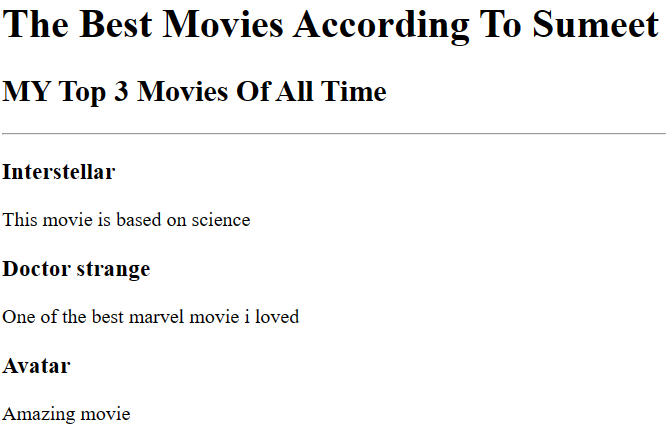 The Best Movies According To Sumeet
MY Top 3 Movies Of All Time
Interstellar
This movie is based on science
Doctor strange
One of the best marvel movie i loved
Avatar
Amazing movie